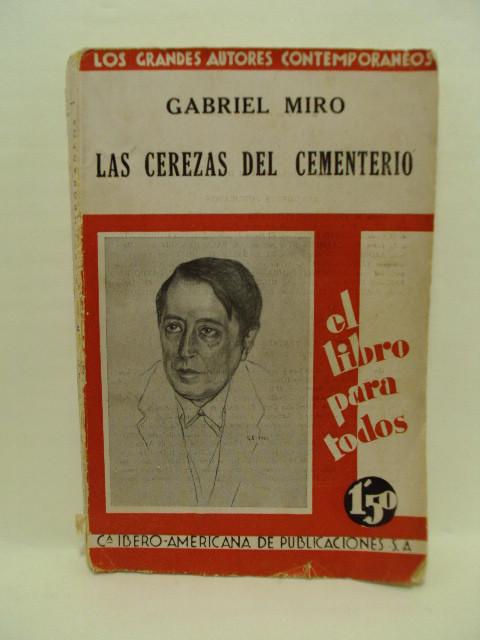 LOS GRANDES AUTORES CONTEMPORANEOS
GABRIEL MIRO
LAS CEREZAS DEL CEMENTERIO
el
libro
para
todos
1'50
Cª IBERO-AMERICANA DE PUBLICACIONES S.A